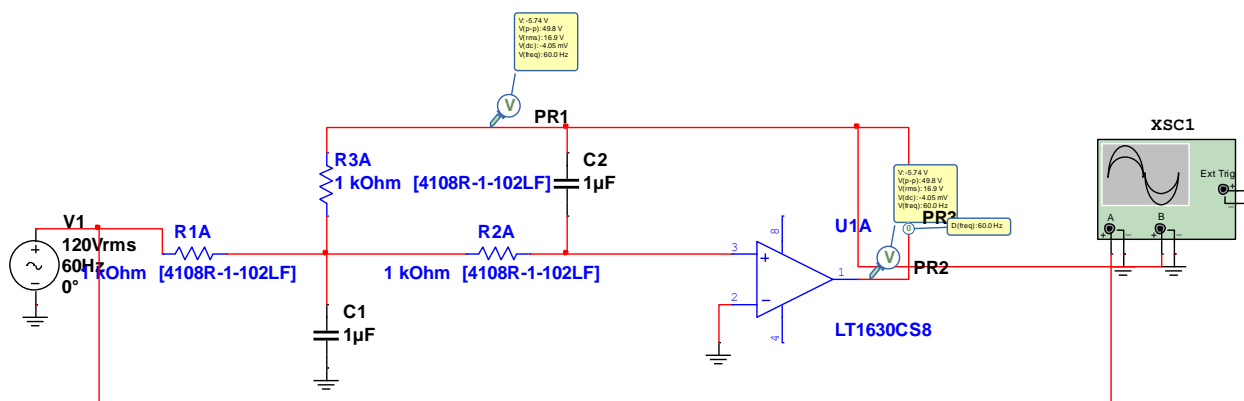 V: -5.74 V
V(p-p): 49.8 V
V(rms): 16.9 V
V(dc): -4.05 mV
V(freq): 60.0 Hz
V
PR1
XSC1
R3A
1 kOhm [4108R-1-102LF]
C2
1µF
Ext Trig
+
-
V: -5.74 V
V(p-p): 49.8 V
V(rms): 16.9 V
V(dc): -4.05 mV
V(freq): 60.0 Hz
V1
120Vrms
60Hz
0°
R1A
1 kOhm [4108R-1-102LF]
R2A
1 kOhm [4108R-1-102LF]
U1A
PR3
D(freq): 60.0 Hz
A
B
+ - + -
8
3
+
2
-
1
4
V
PR2
C1
1µF
LT1630CS8